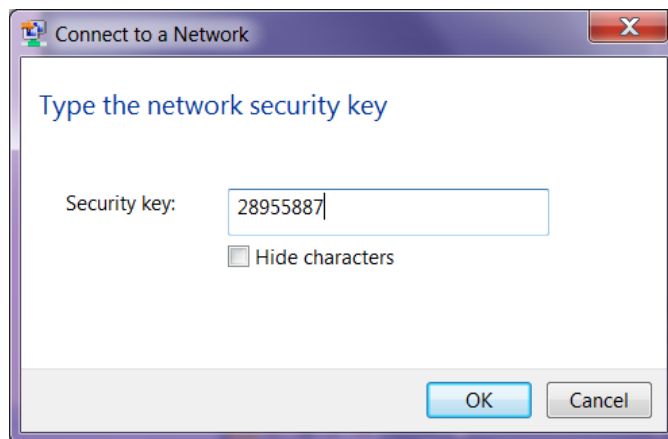 Connect to a Network
Type the network security key
Security key: 28955887
Hide characters
OK Cancel